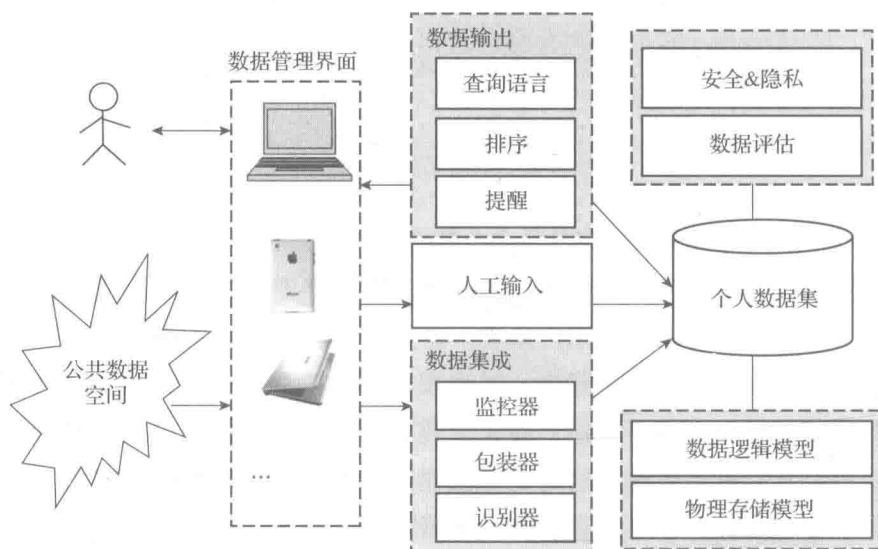 数据管理界面
...
公共数据
空间
数据输出
查询语言
排序
提醒
人工输入
数据集成
监控器
包装器
识别器
安全&隐私
数据评估
个人数据集
数据逻辑模型
物理存储模型